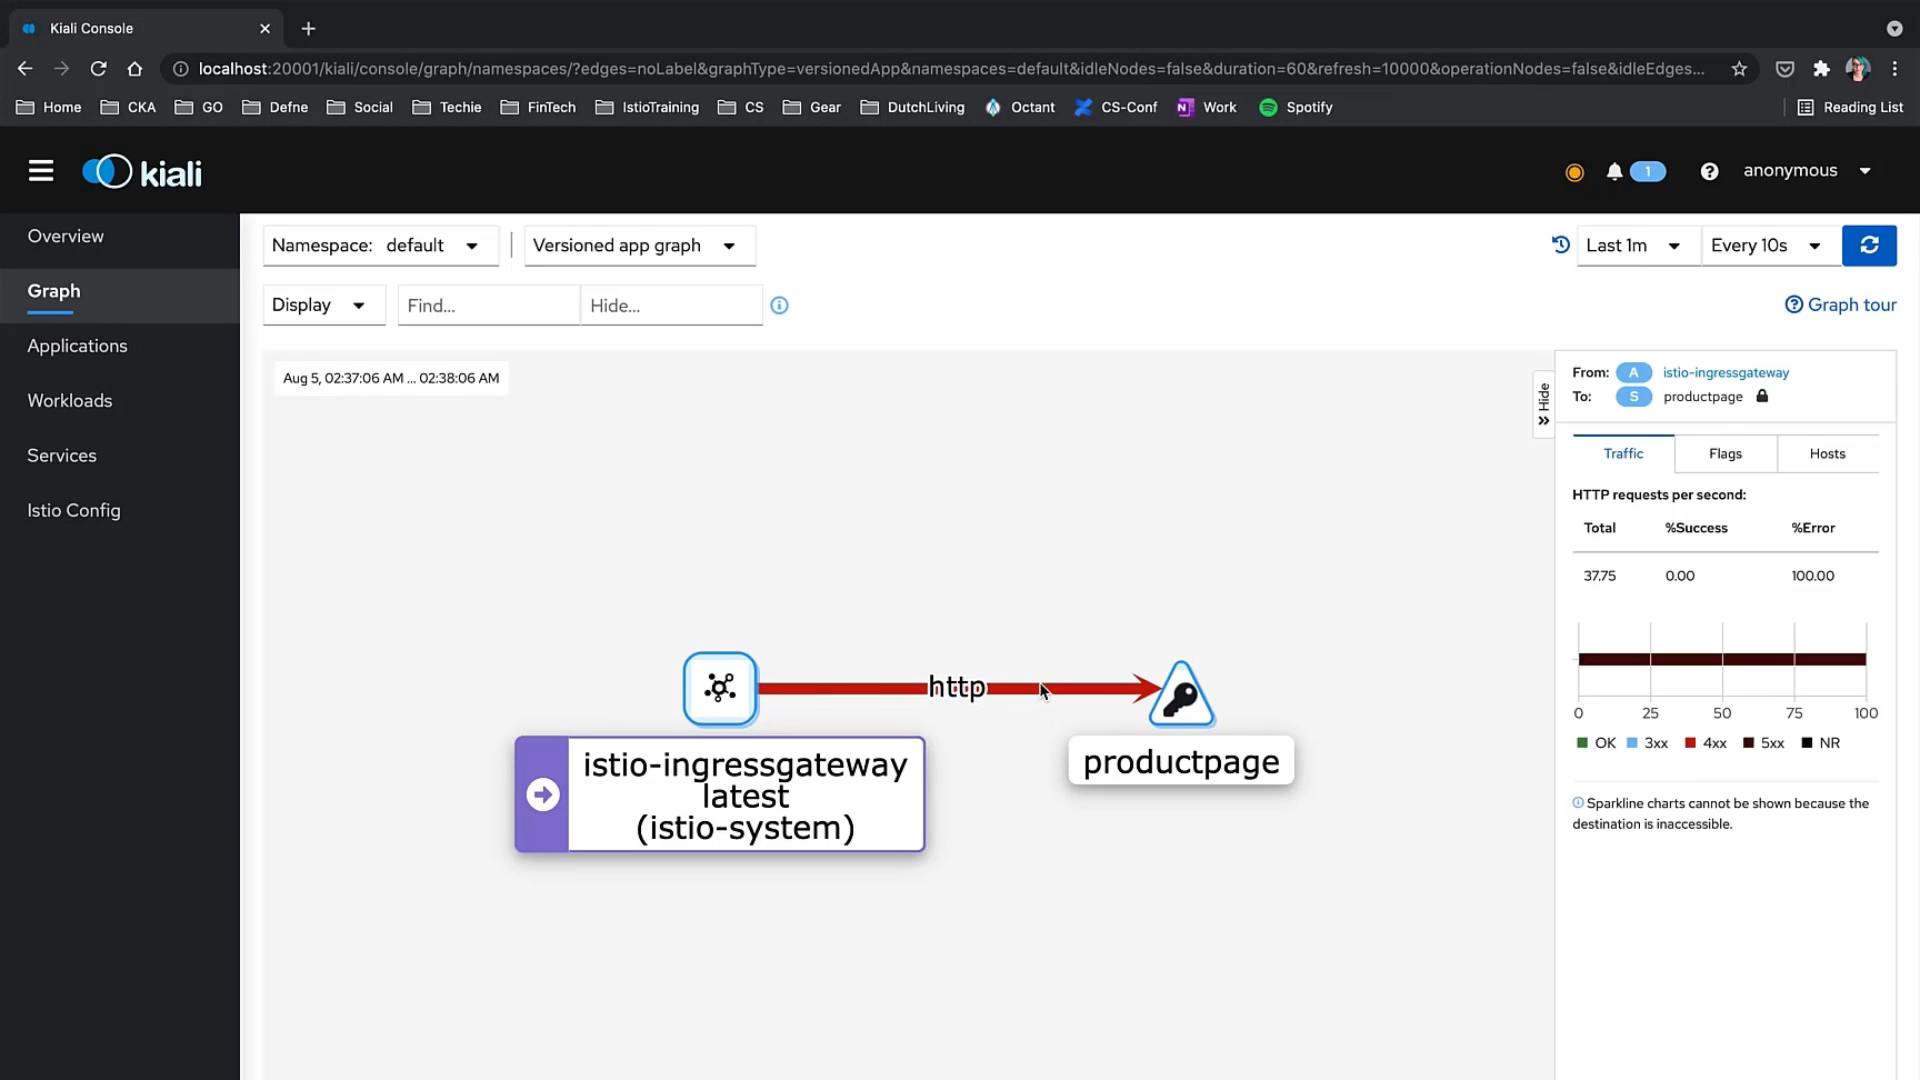 Kiali Console
localhost:20001/kiali/console/graph/namespaces/?edges=noLabel&graphType=versionedApp&namespaces=default&idleNodes=false&duration=60&refresh=10000&operationNodes=false&idleEdges...
Home CKA GO Defne Social Techie FinTech IstioTraining CS Gear DutchLiving Octant CS-Conf Work Spotify Reading List
kiali
1
anonymous
Overview
Graph
Applications
Workloads
Services
Istio Config
Namespace: default
Versioned app graph
Last 1m
Every 10s
Display
Find...
Hide...
Graph tour
Aug 5, 02:37:06 AM ... 02:38:06 AM
Hide
http
istio-ingressgateway
latest
(istio-system)
productpage
From: A istio-ingressgateway
To: S productpage
Traffic Flags Hosts
HTTP requests per second:
Total %Success %Error
37.75 0.00 100.00
0 25 50 75 100
OK 3xx 4xx 5xx NR
Sparkline charts cannot be shown because the
destination is inaccessible.